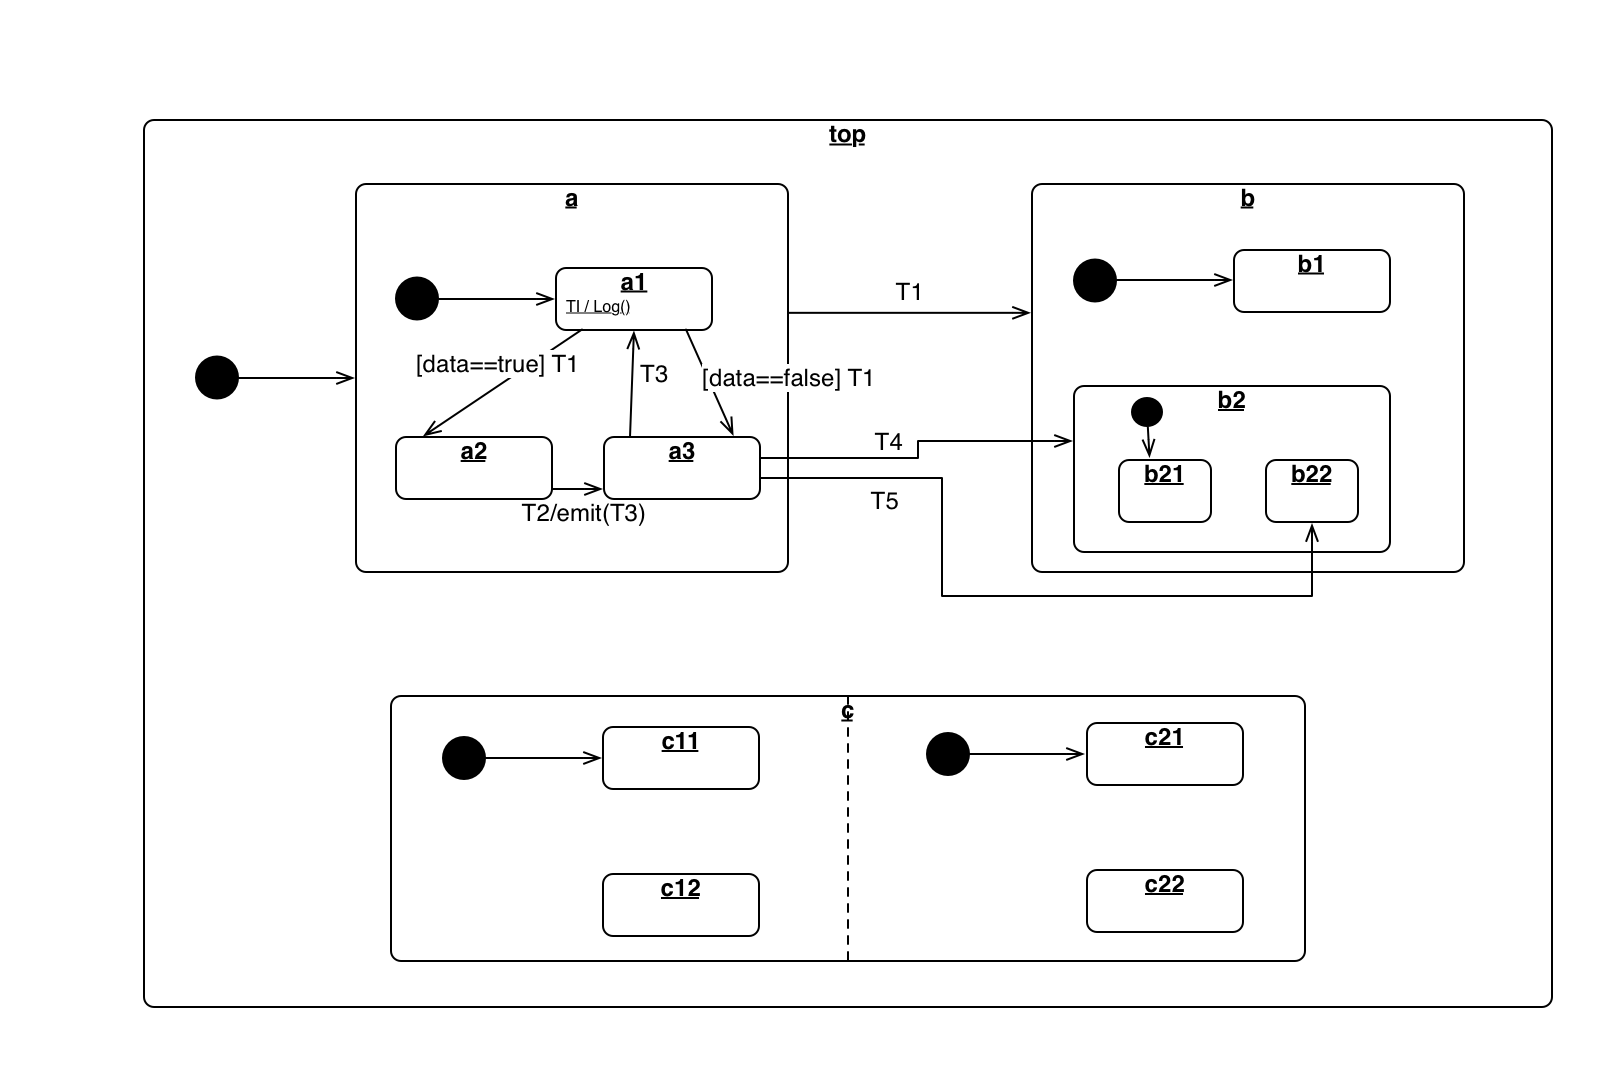 top
a
b
a1
TI / Log()
b1
T1
[data==true] T1
T3
[data==false] T1
b2
a2
a3
T4
b21
b22
T5
T2/emit(T3)
c
c11
c21
c12
c22